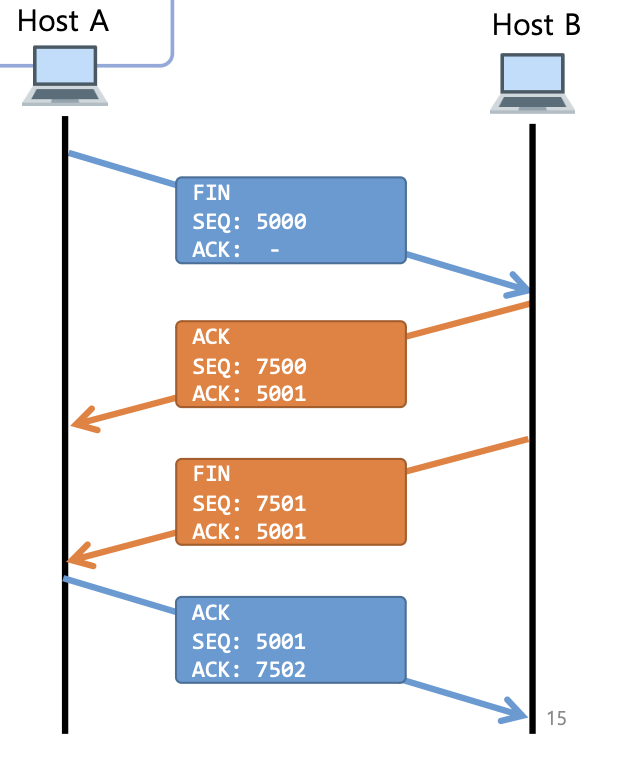 Host A
Host B
FIN
SEQ: 5000
ACK:  -
ACK
SEQ: 7500
ACK: 5001
FIN
SEQ: 7501
ACK: 5001
ACK
SEQ: 5001
ACK: 7502
15